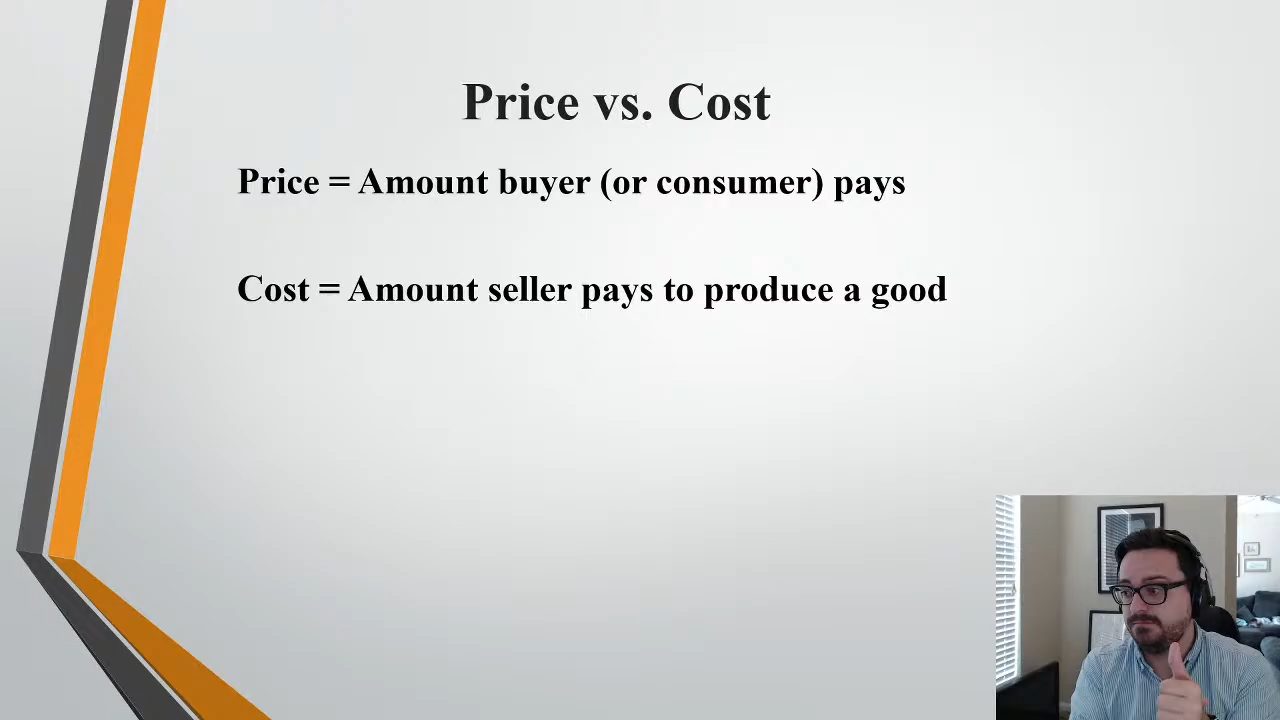 Price vs. Cost
Price = Amount buyer (or consumer) pays
Cost = Amount seller pays to produce a good